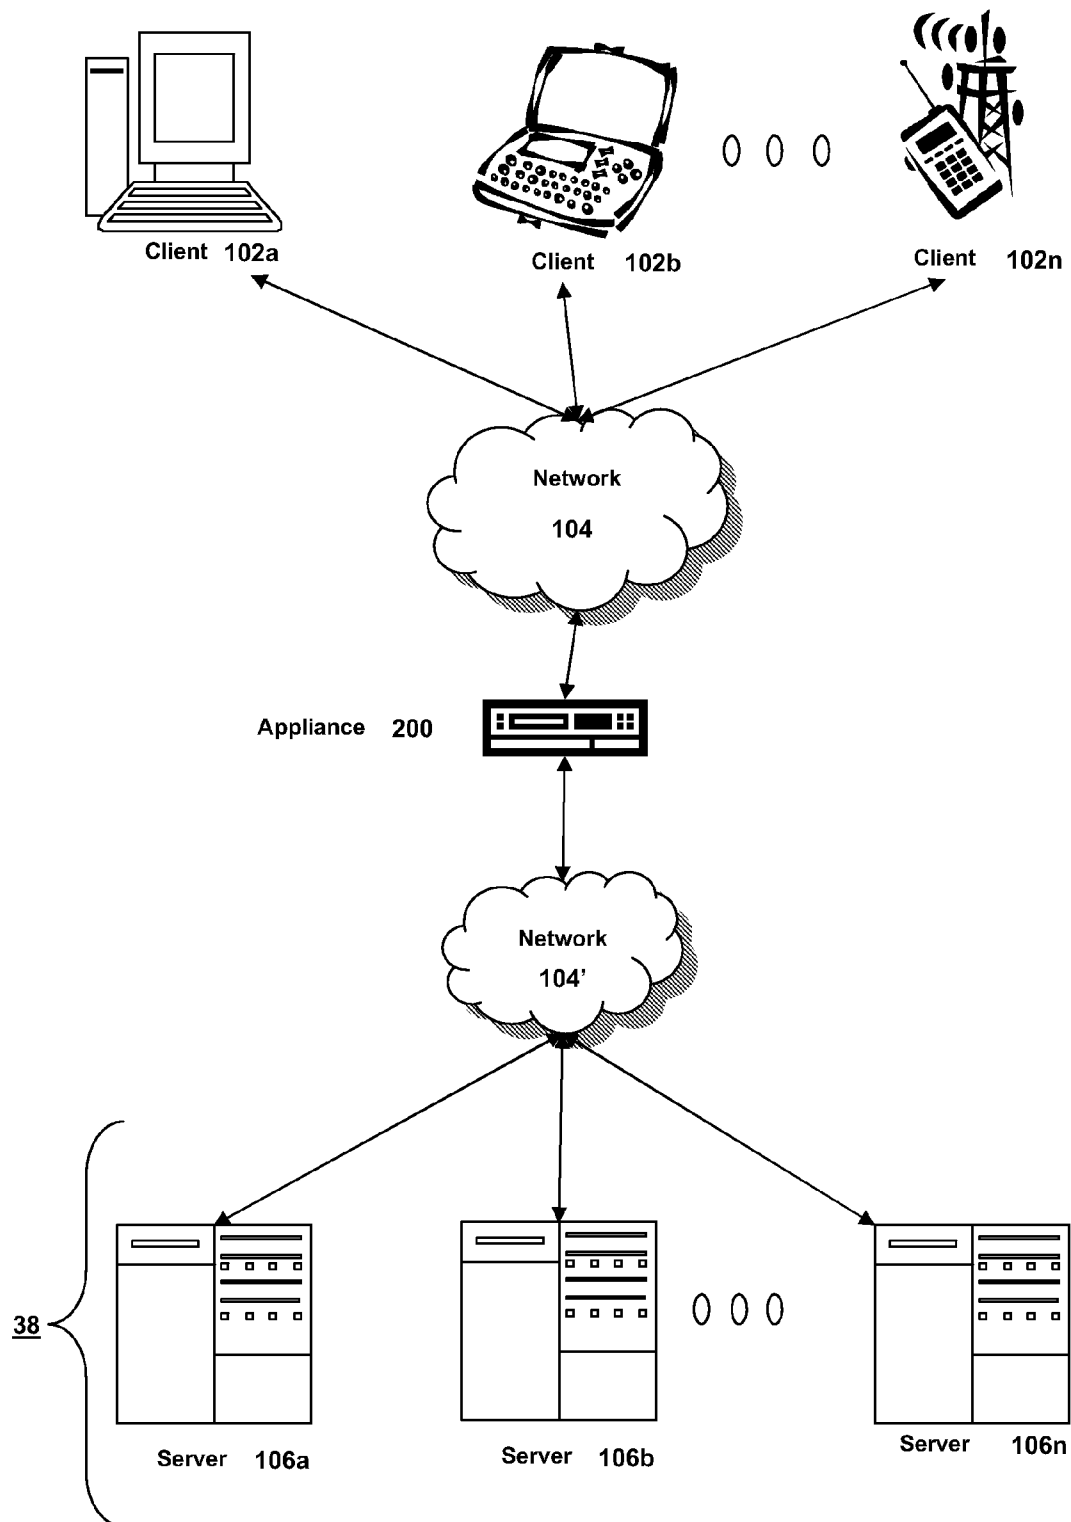 Client 102a
Client 102b
Client 102n
Network
104
Appliance 200
Network
104'
38
Server 106a
Server 106b
Server 106n